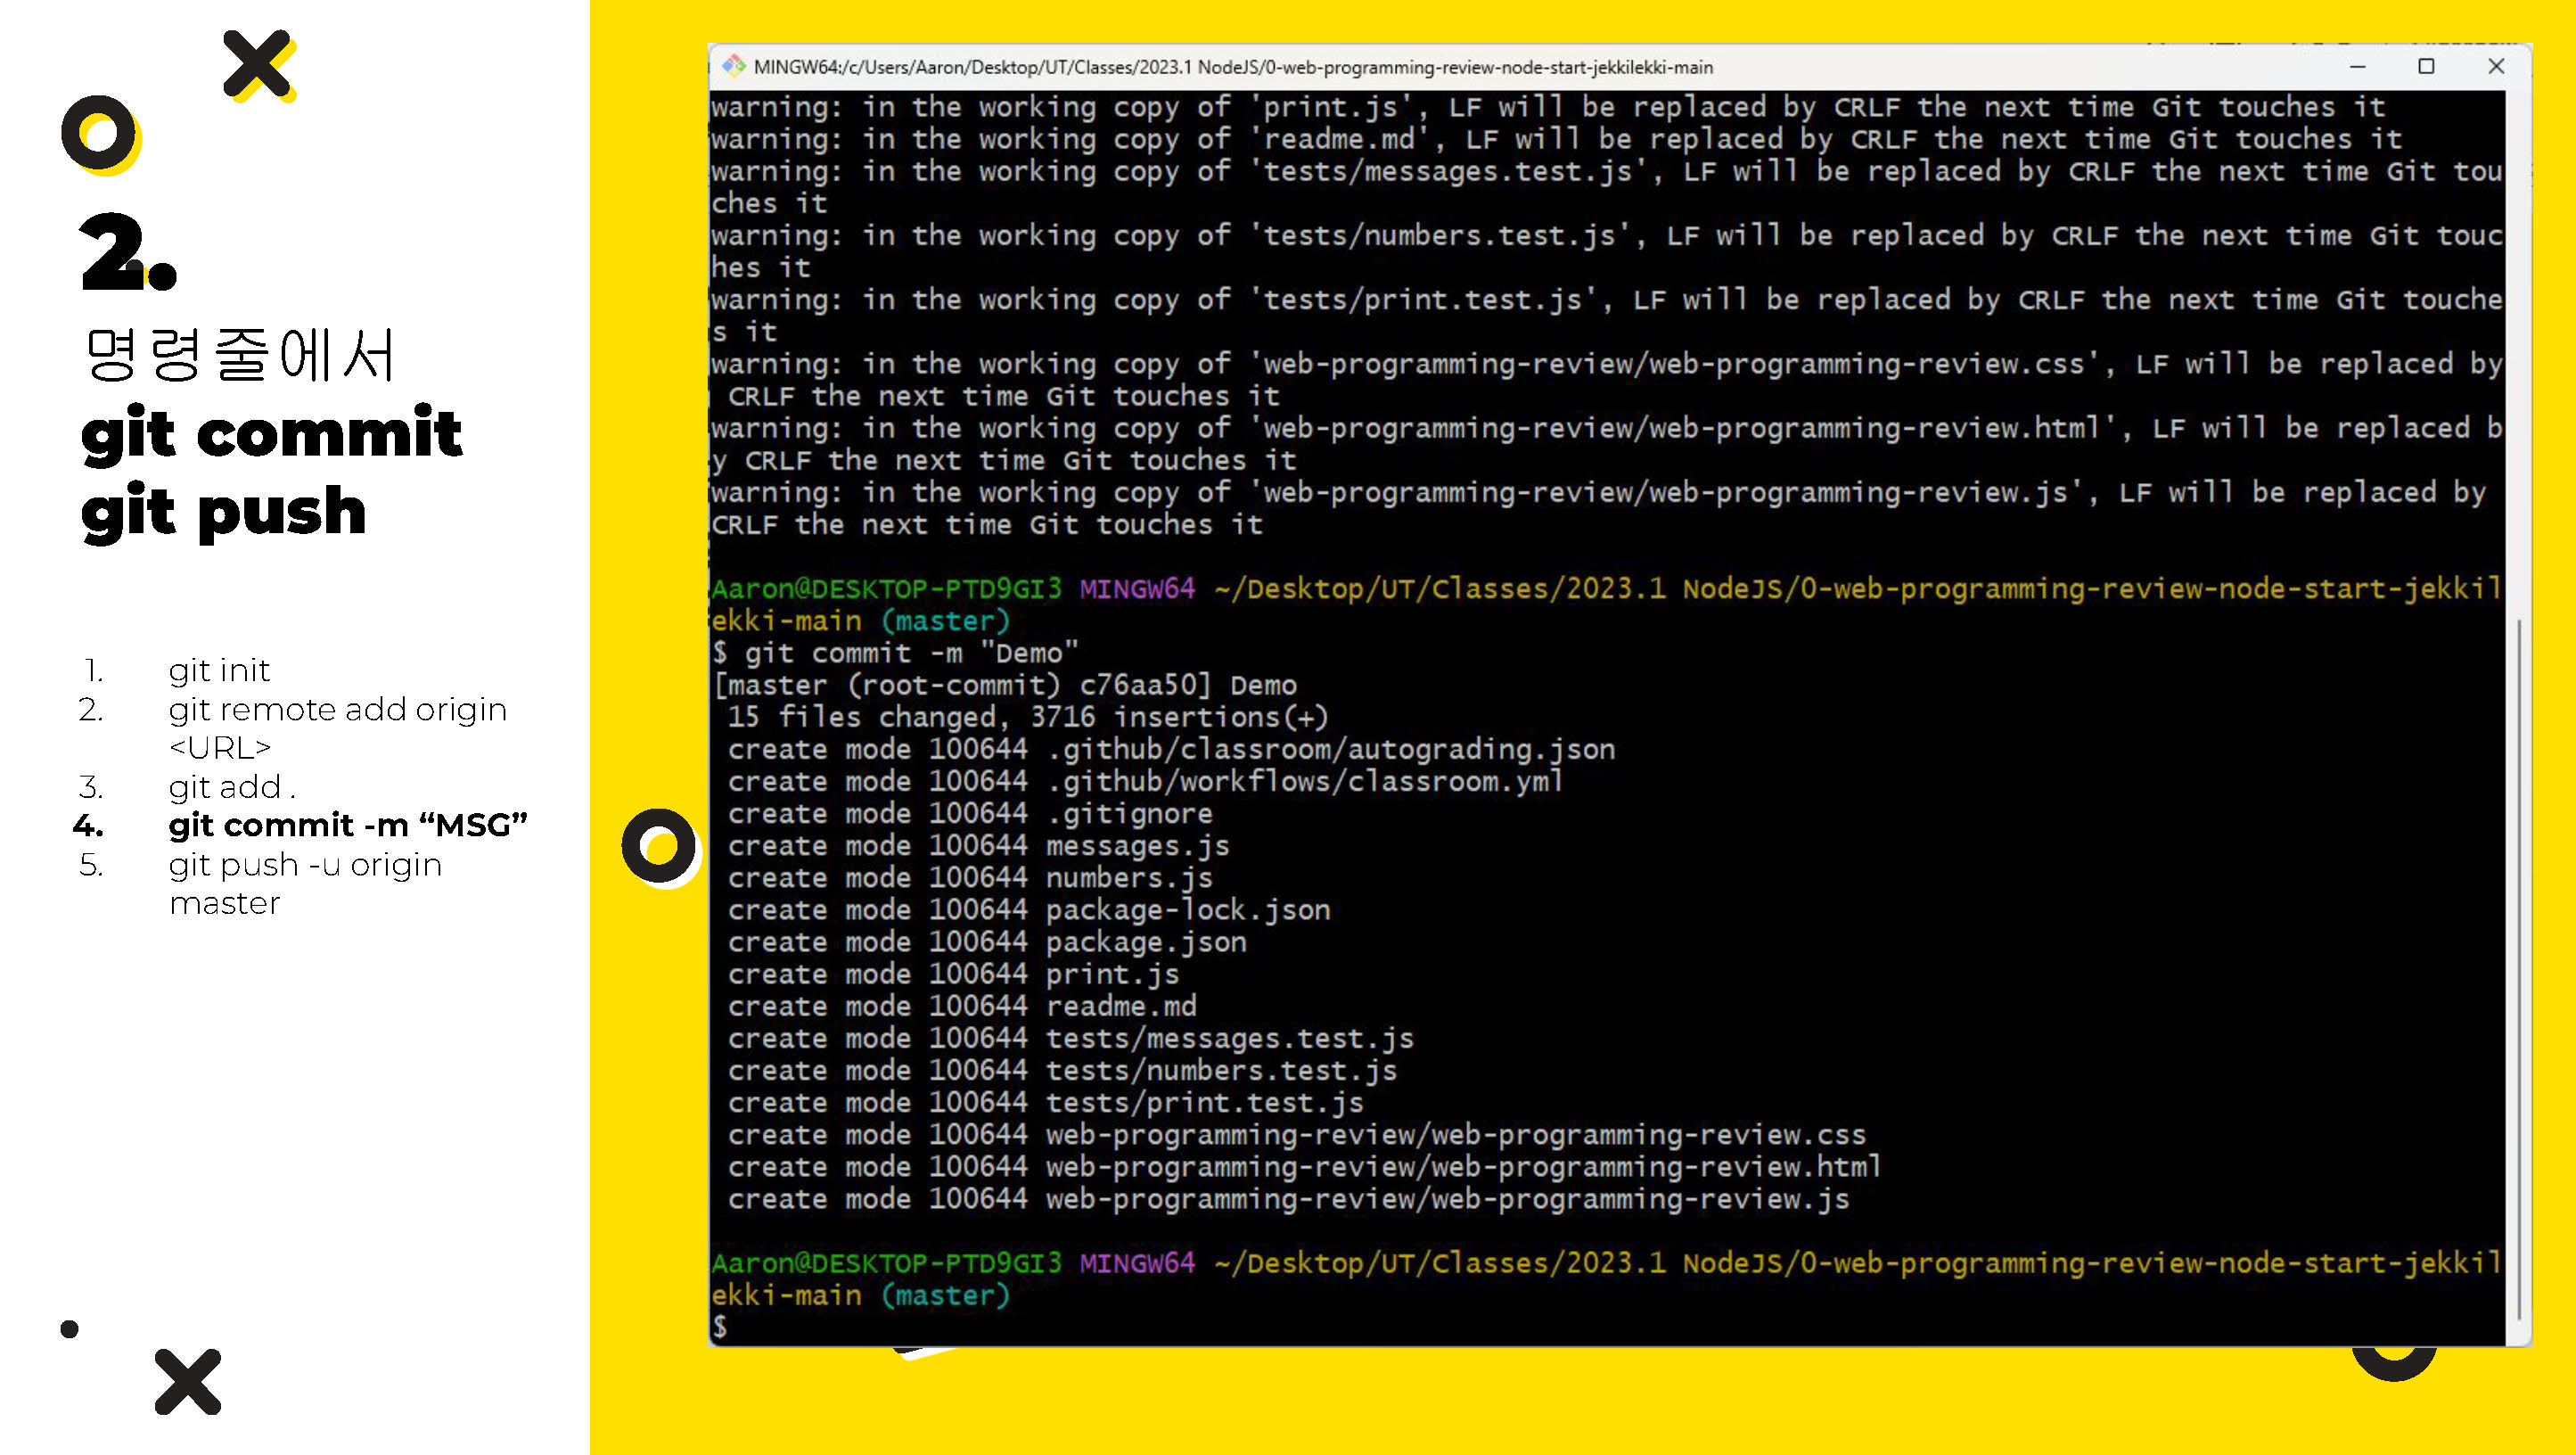 2.
명령줄에서
git commit
git push
1. git init
2. git remote add origin
<URL>
3. git add .
4. git commit -m “MSG”
5. git push -u origin
master
MINGW64:/c/Users/Aaron/Desktop/UT/Classes/2023.1 NodeJS/0-web-programming-review-node-start-jekkilekki-main
warning: in the working copy of 'print.js', LF will be replaced by CRLF the next time Git touches it
warning: in the working copy of 'readme.md', LF will be replaced by CRLF the next time Git touches it
warning: in the working copy of 'tests/messages.test.js', LF will be replaced by CRLF the next time Git tou
ches it
warning: in the working copy of 'tests/numbers.test.js', LF will be replaced by CRLF the next time Git touc
hes it
warning: in the working copy of 'tests/print.test.js', LF will be replaced by CRLF the next time Git touche
s it
warning: in the working copy of 'web-programming-review/web-programming-review.css', LF will be replaced by
CRLF the next time Git touches it
warning: in the working copy of 'web-programming-review/web-programming-review.html', LF will be replaced b
y CRLF the next time Git touches it
warning: in the working copy of 'web-programming-review/web-programming-review.js', LF will be replaced by
CRLF the next time Git touches it
Aaron@DESKTOP-PTD9GI3 MINGW64 ~/Desktop/UT/Classes/2023.1 NodeJS/0-web-programming-review-node-start-jekkil
ekki-main (master)
$ git commit -m "Demo"
[master (root-commit) c76aa50] Demo
15 files changed, 3716 insertions(+)
create mode 100644 .github/classroom/autograding.json
create mode 100644 .github/workflows/classroom.yml
create mode 100644 .gitignore
create mode 100644 messages.js
create mode 100644 numbers.js
create mode 100644 package-lock.json
create mode 100644 package.json
create mode 100644 print.js
create mode 100644 readme.md
create mode 100644 tests/messages.test.js
create mode 100644 tests/numbers.test.js
create mode 100644 tests/print.test.js
create mode 100644 web-programming-review/web-programming-review.css
create mode 100644 web-programming-review/web-programming-review.html
create mode 100644 web-programming-review/web-programming-review.js
Aaron@DESKTOP-PTD9GI3 MINGW64 ~/Desktop/UT/Classes/2023.1 NodeJS/0-web-programming-review-node-start-jekkil
ekki-main (master)
$